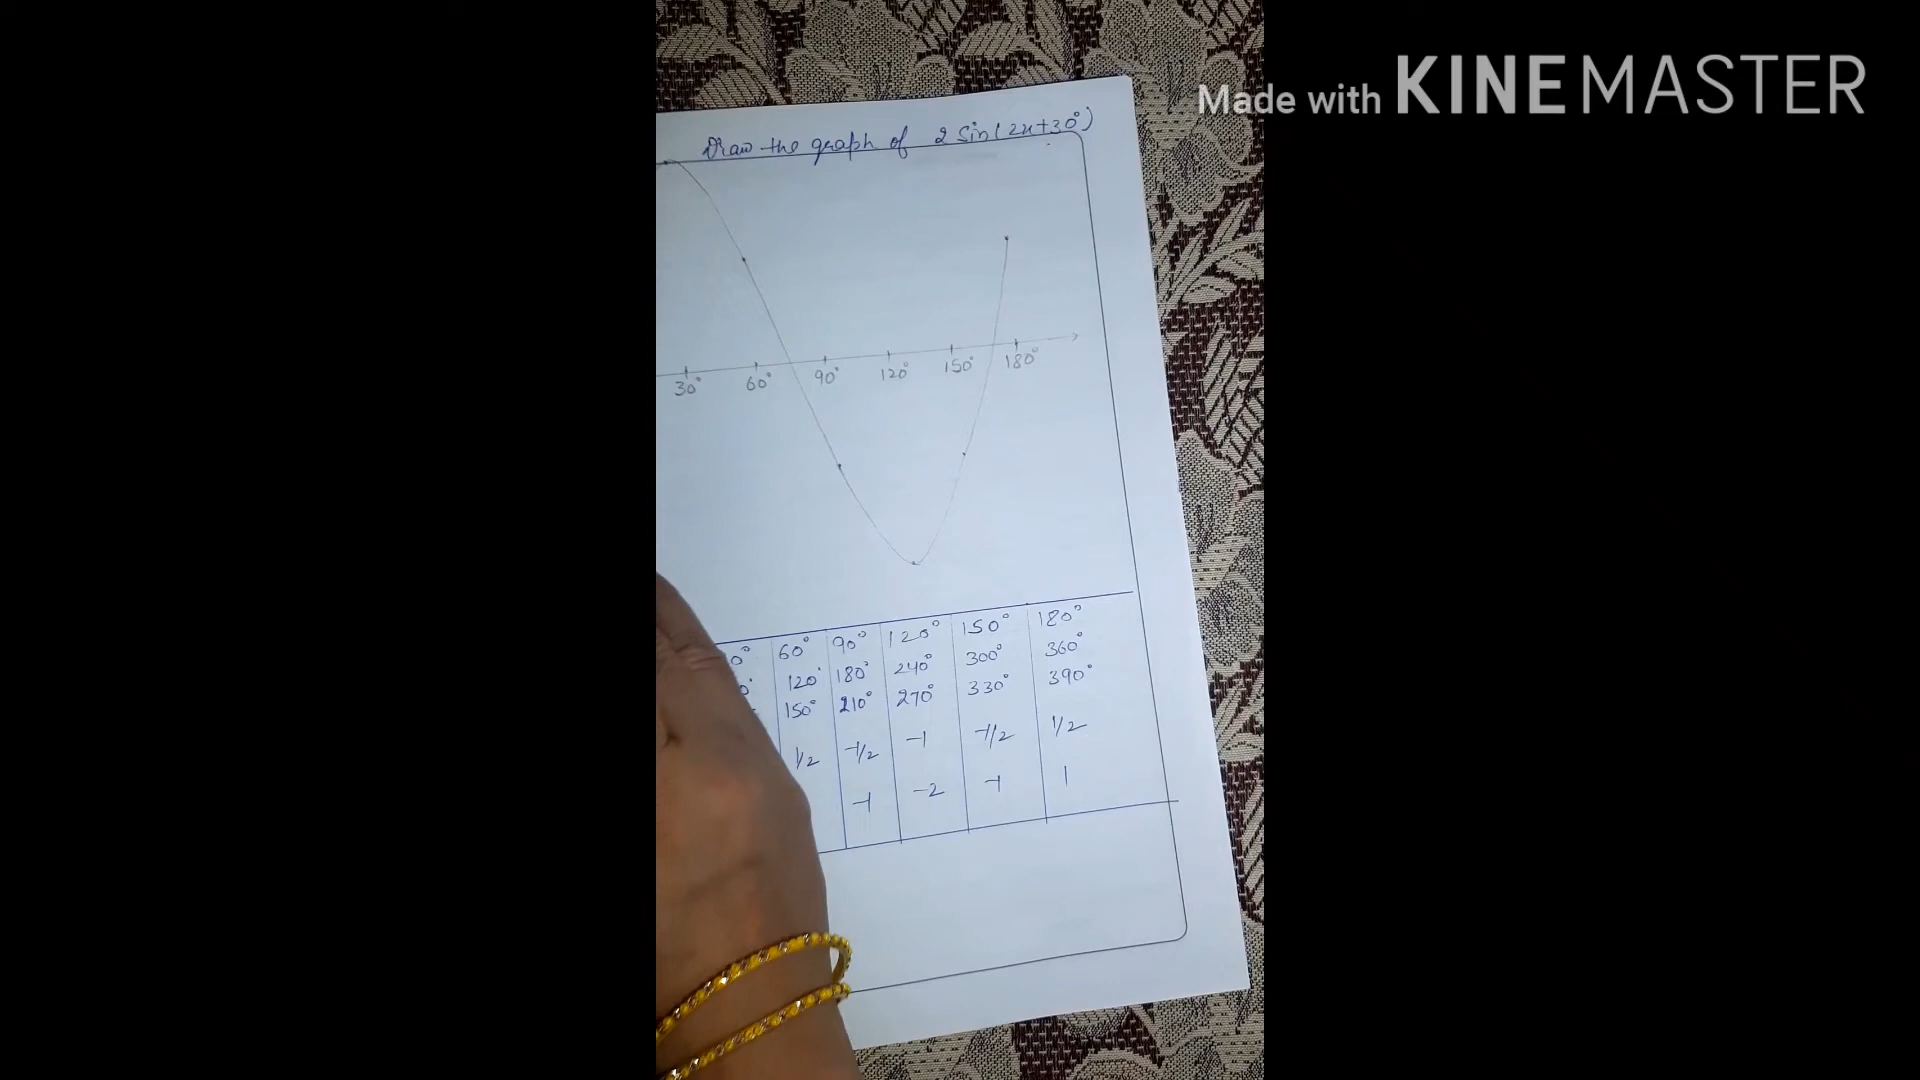 Made with KINEMASTER
Draw the graph of 2 Sin(2x+30°)
30° 60° 90° 120° 150° 180°
0° 60° 90° 120° 150° 180°
0° 120° 180° 240° 300° 360°
150° 210° 270° 330° 390°
1/2 -1/2 -1 -1/2 1/2
-1 -2 -1 1